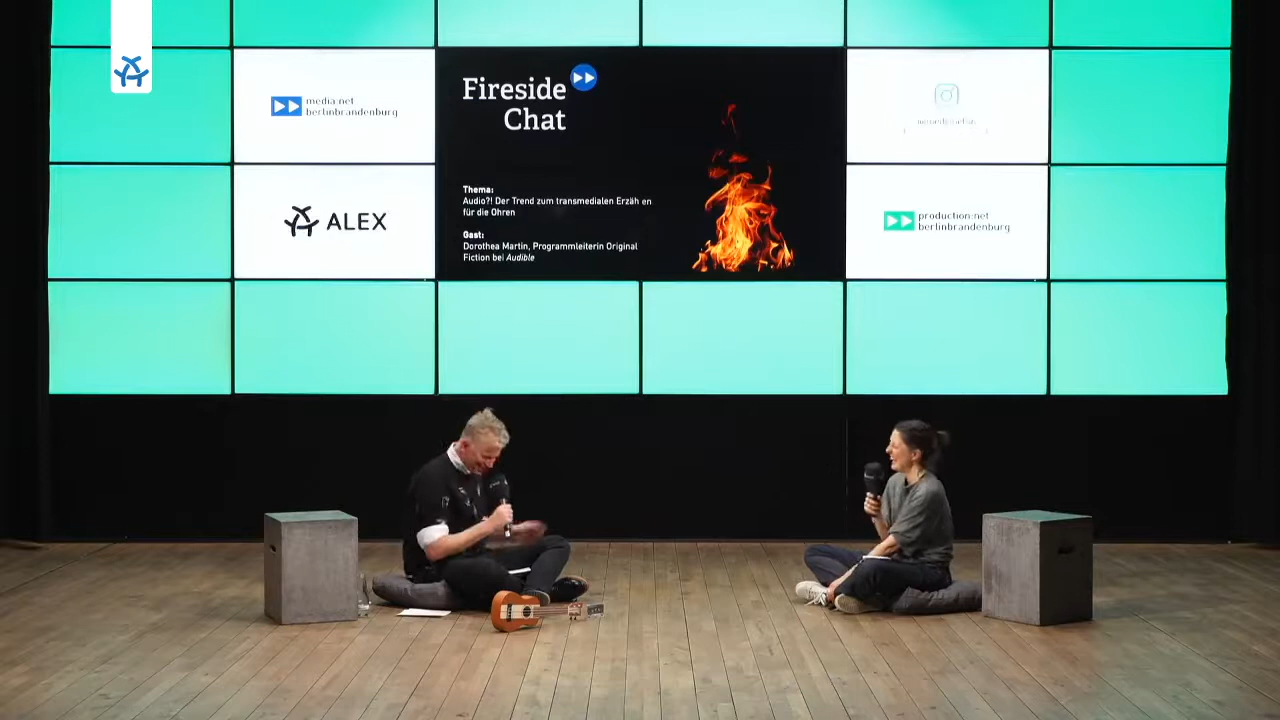 media:net
berlinbrandenburg
ALEX
Fireside
Chat
Thema:
Audio?! Der Trend zum transmedialen Erzäh en
für die Ohren
Gast:
Dorothea Martin, Programmleiterin Original
Fiction bei Audible
production:net
berlinbrandenburg